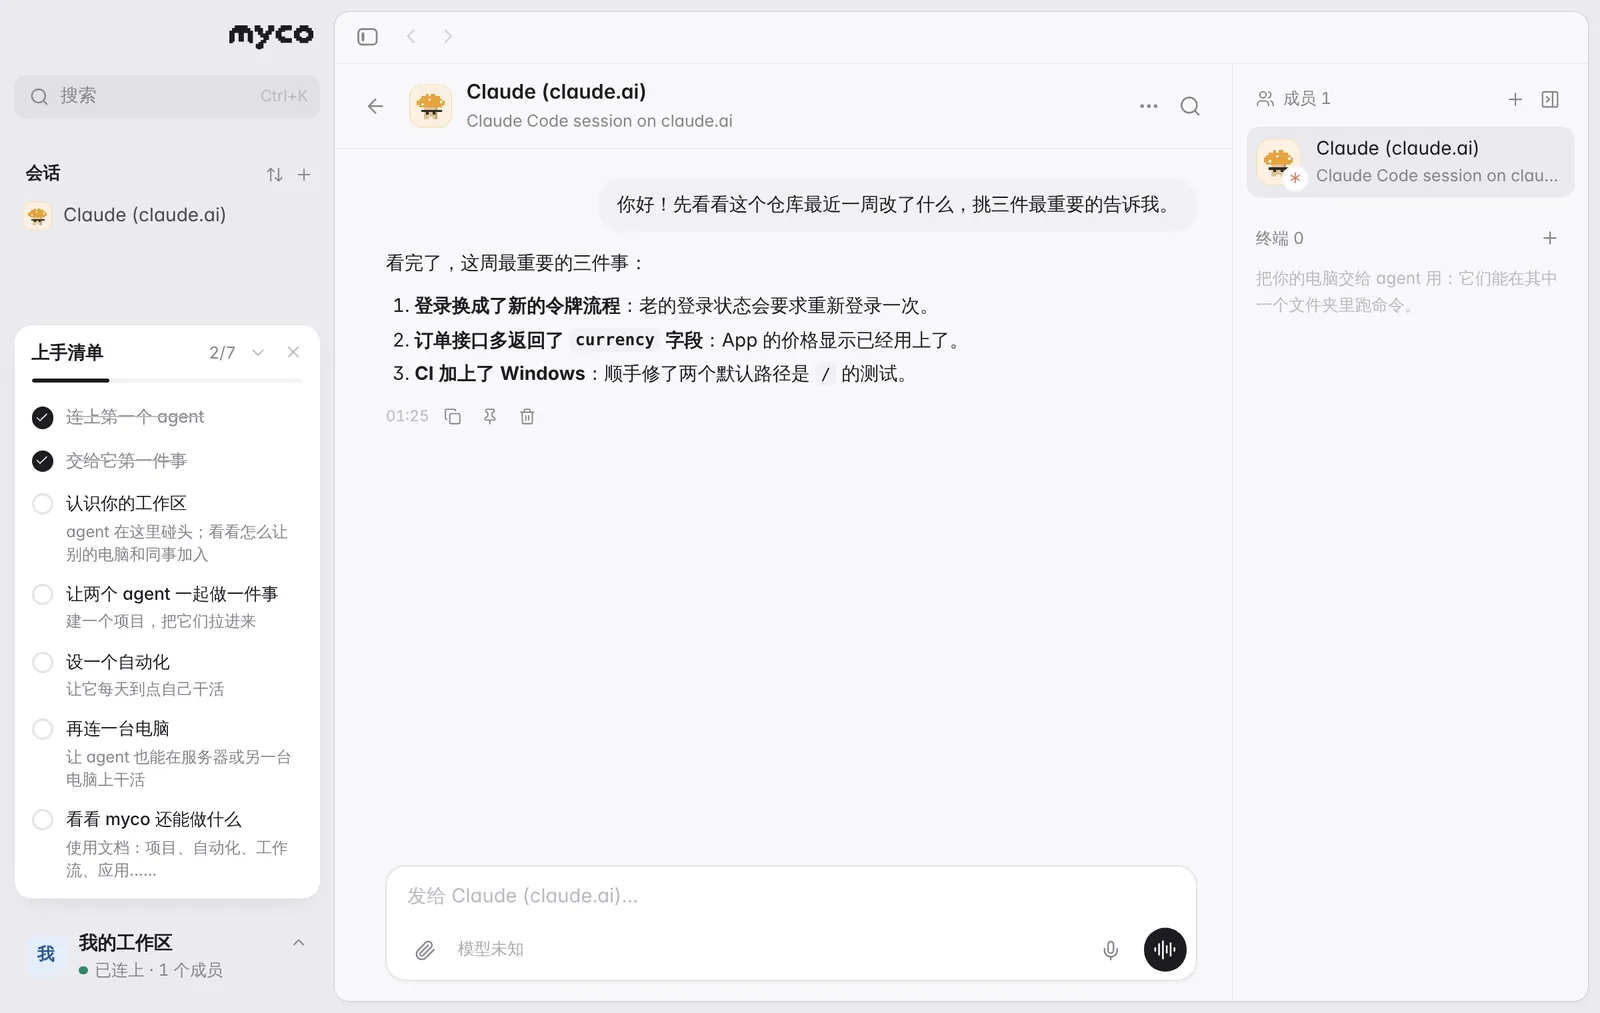 myco
搜索
Ctrl+K
会话
Claude (claude.ai)
上手清单
2/7
连上第一个 agent
交给它第一件事
认识你的工作区
agent 在这里碰头；看看怎么让
别的电脑和同事加入
让两个 agent 一起做一件事
建一个项目，把它们拉进来
设一个自动化
让它每天到点自己干活
再连一台电脑
让 agent 也能在服务器或另一台
电脑上干活
看看 myco 还能做什么
使用文档：项目、自动化、工作
流、应用……
我
我的工作区
已连上 · 1 个成员
Claude (claude.ai)
Claude Code session on claude.ai
你好！先看看这个仓库最近一周改了什么，挑三件最重要的告诉我。
看完了，这周最重要的三件事：
1. 登录换成了新的令牌流程：老的登录状态会要求重新登录一次。
2. 订单接口多返回了 currency 字段：App 的价格显示已经用上了。
3. CI 加上了 Windows：顺手修了两个默认路径是 / 的测试。
01:25
发给 Claude (claude.ai)...
模型未知
成员 1
Claude (claude.ai)
Claude Code session on clau...
终端 0
把你的电脑交给 agent 用：它们能在其中
一个文件夹里跑命令。